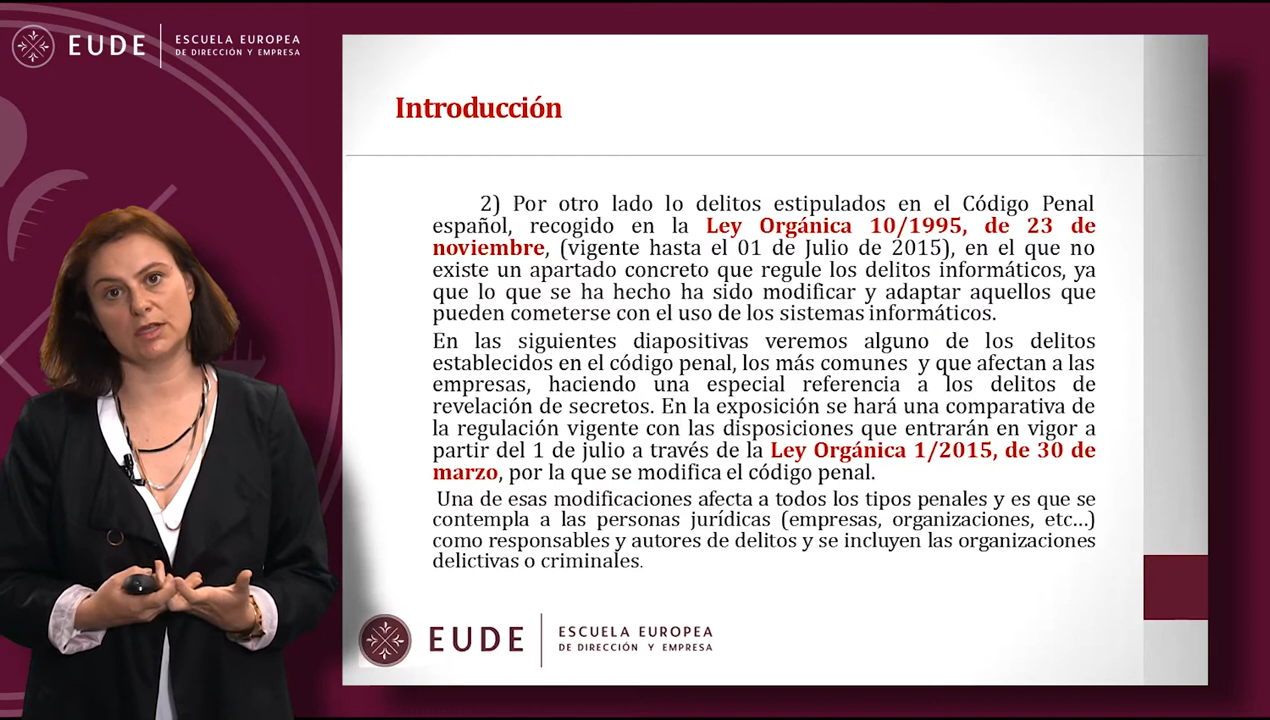 EUDE
ESCUELA EUROPEA
DE DIRECCIÓN Y EMPRESA
Introducción
2) Por otro lado lo delitos estipulados en el Código Penal
español, recogido en la Ley Orgánica 10/1995, de 23 de
noviembre, (vigente hasta el 01 de Julio de 2015), en el que no
existe un apartado concreto que regule los delitos informáticos, ya
que lo que se ha hecho ha sido modificar y adaptar aquellos que
pueden cometerse con el uso de los sistemas informáticos.
En las siguientes diapositivas veremos alguno de los delitos
establecidos en el código penal, los más comunes y que afectan a las
empresas, haciendo una especial referencia a los delitos de
revelación de secretos. En la exposición se hará una comparativa de
la regulación vigente con las disposiciones que entrarán en vigor a
partir del 1 de julio a través de la Ley Orgánica 1/2015, de 30 de
marzo, por la que se modifica el código penal.
Una de esas modificaciones afecta a todos los tipos penales y es que se
contempla a las personas jurídicas (empresas, organizaciones, etc...)
como responsables y autores de delitos y se incluyen las organizaciones
delictivas o criminales.
EUDE
ESCUELA EUROPEA
DE DIRECCIÓN Y EMPRESA